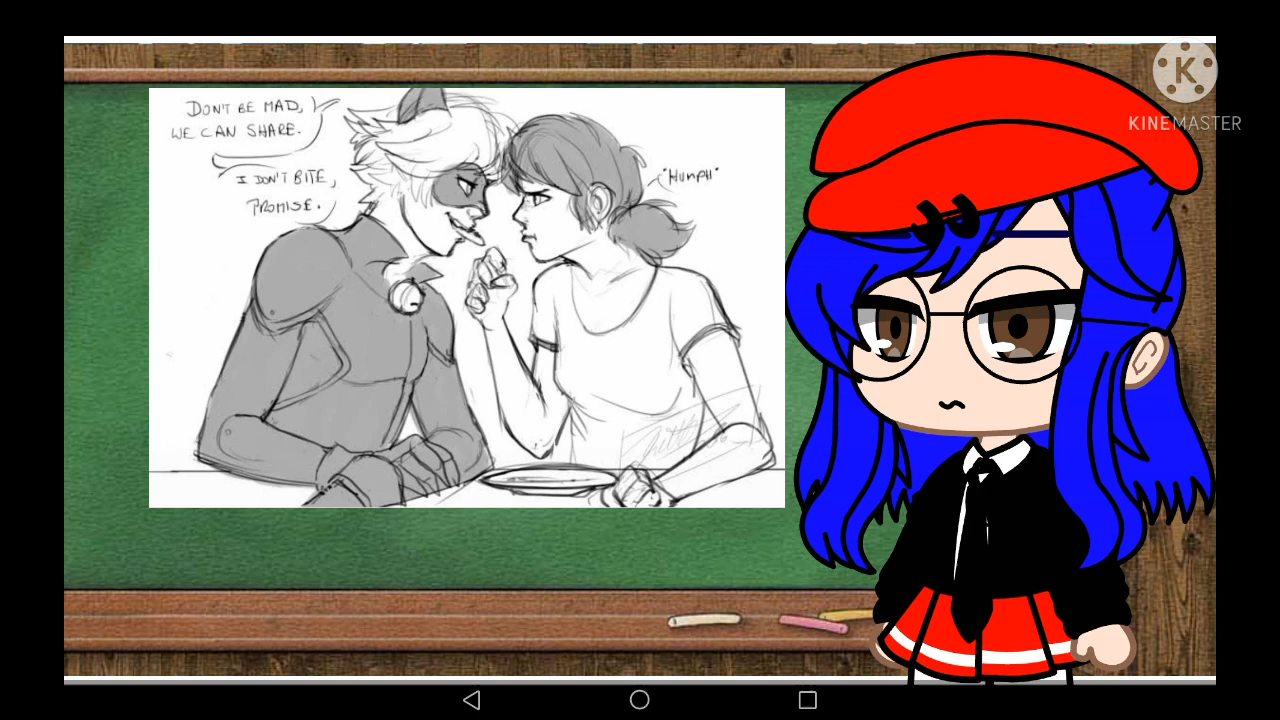 DON'T BE MAD,
WE CAN SHARE.
I DON'T BITE,
PROMISE.
"HUMPH"
K
KINEMASTER